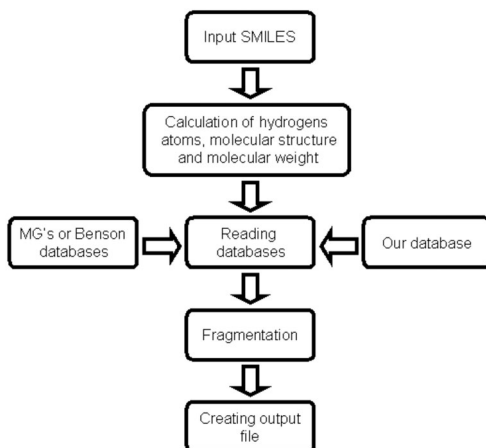 Input SMILES
Calculation of hydrogens
atoms, molecular structure
and molecular weight
MG's or Benson
databases
Reading
databases
Our database
Fragmentation
Creating output
file